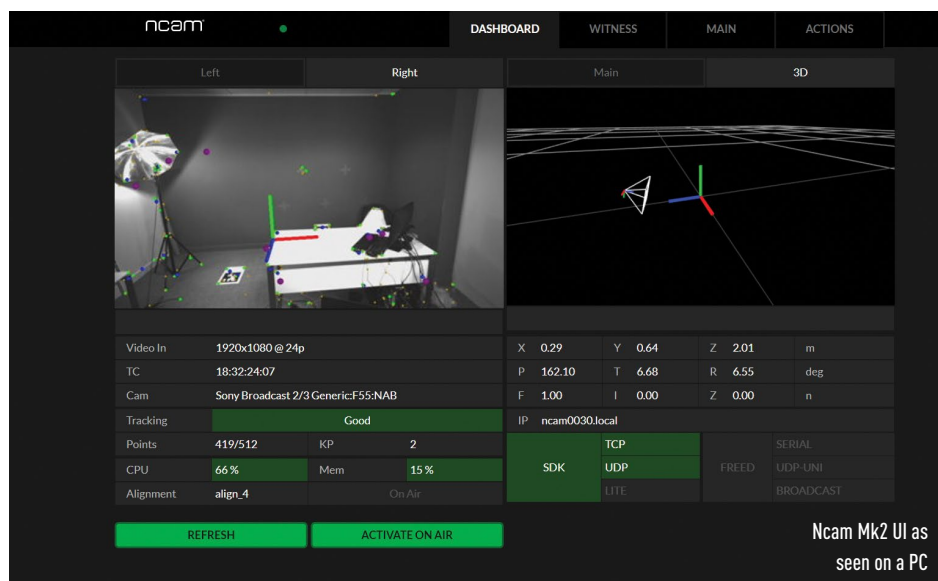 ncam
DASHBOARD WITNESS MAIN ACTIONS
Left Right Main 3D
Video In 1920x1080 @ 24p
TC 18:32:24:07
Cam Sony Broadcast 2/3 Generic:F55:NAB
Tracking Good
Points 419/512 KP 2
CPU 66 % Mem 15 %
Alignment align_4 On Air
REFRESH ACTIVATE ON AIR
X 0.29 Y 0.64 Z 2.01 m
P 162.10 T 6.68 R 6.55 deg
F 1.00 I 0.00 Z 0.00 n
IP ncam0030.local
SDK TCP UDP LITE FREED SERIAL UDP-UNI BROADCAST
Ncam Mk2 UI as
seen on a PC